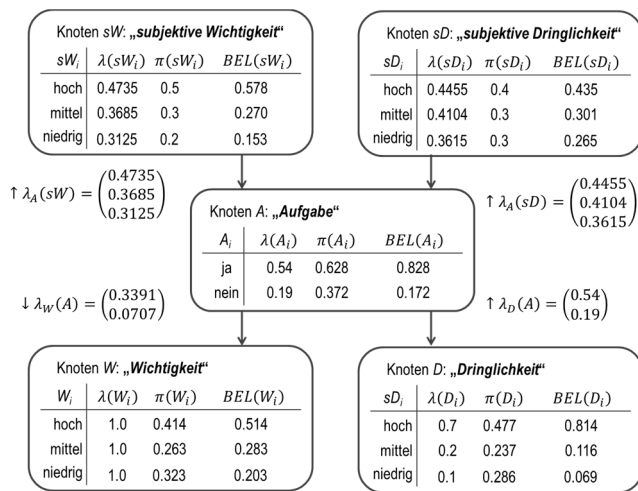 Knoten sW: „subjektive Wichtigkeit“
sWᵢ λ(sWᵢ) π(sWᵢ) BEL(sWᵢ)
hoch 0.4735 0.5 0.578
mittel 0.3685 0.3 0.270
niedrig 0.3125 0.2 0.153
Knoten sD: „subjektive Dringlichkeit“
sDᵢ λ(sDᵢ) π(sDᵢ) BEL(sDᵢ)
hoch 0.4455 0.4 0.435
mittel 0.4104 0.3 0.301
niedrig 0.3615 0.3 0.265
0.4735
↑ λA(sW) = (0.3685)
0.3125
0.4455
↑ λA(sD) = (0.4104)
0.3615
Knoten A: „Aufgabe“
Aᵢ λ(Aᵢ) π(Aᵢ) BEL(Aᵢ)
ja 0.54 0.628 0.828
nein 0.19 0.372 0.172
↓ λW(A) = (0.3391
0.0707)
↑ λD(A) = (0.54
0.19)
Knoten W: „Wichtigkeit“
Wᵢ λ(Wᵢ) π(Wᵢ) BEL(Wᵢ)
hoch 1.0 0.414 0.514
mittel 1.0 0.263 0.283
niedrig 1.0 0.323 0.203
Knoten D: „Dringlichkeit“
sDᵢ λ(Dᵢ) π(Dᵢ) BEL(Dᵢ)
hoch 0.7 0.477 0.814
mittel 0.2 0.237 0.116
niedrig 0.1 0.286 0.069